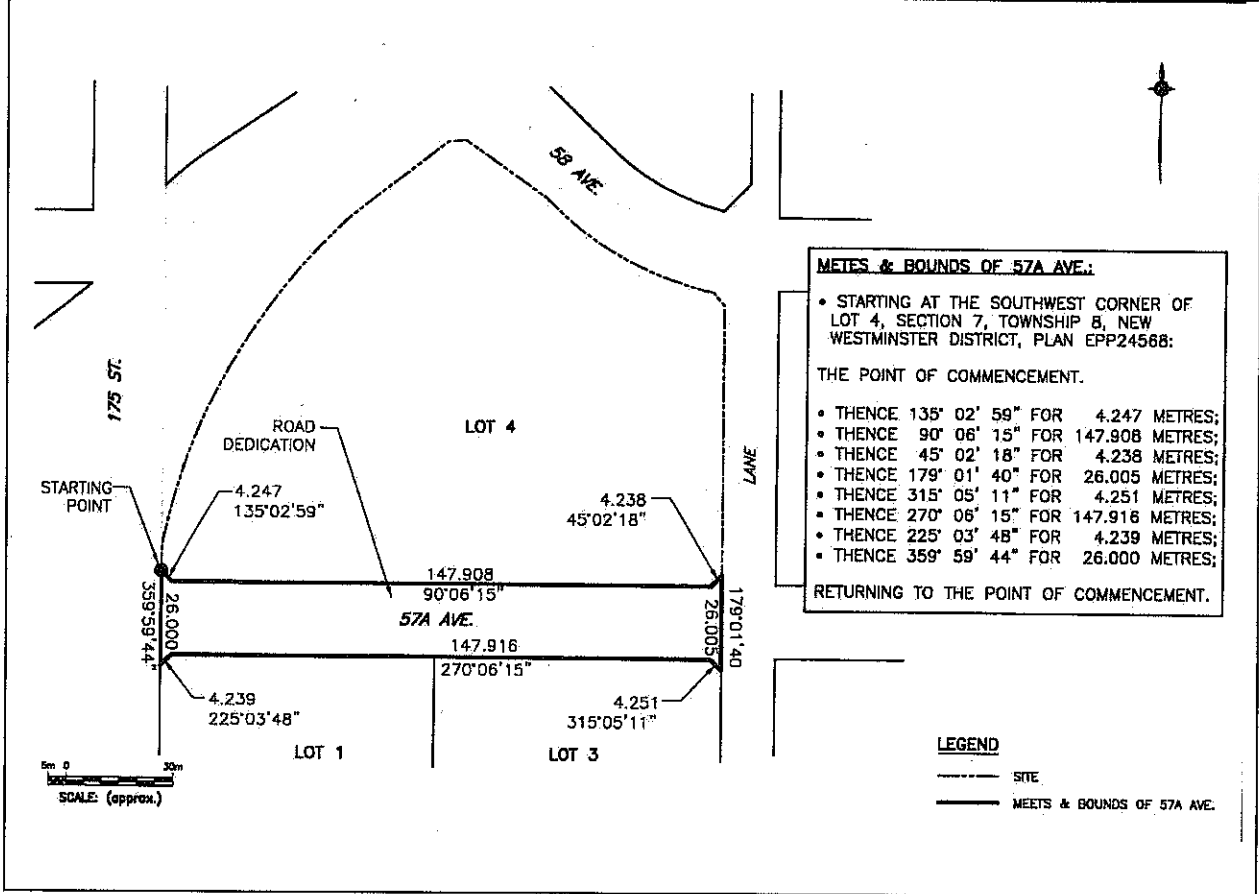 58 AVE.
METES & BOUNDS OF 57A AVE.:
• STARTING AT THE SOUTHWEST CORNER OF
LOT 4, SECTION 7, TOWNSHIP 8, NEW
WESTMINSTER DISTRICT, PLAN EPP24568:
THE POINT OF COMMENCEMENT.
• THENCE 135° 02' 59" FOR 4.247 METRES;
• THENCE 90° 06' 15" FOR 147.908 METRES;
• THENCE 45° 02' 18" FOR 4.238 METRES;
• THENCE 179° 01' 40" FOR 26.005 METRES;
• THENCE 315° 05' 11" FOR 4.251 METRES;
• THENCE 270° 06' 15" FOR 147.916 METRES;
• THENCE 225° 03' 48" FOR 4.239 METRES;
• THENCE 359° 59' 44" FOR 26.000 METRES;
RETURNING TO THE POINT OF COMMENCEMENT.
175 ST.
ROAD
DEDICATION
LOT 4
LANE
STARTING
POINT
4.247
135°02'59"
4.238
45°02'18"
147.908
90°06'15"
57A AVE.
26.000
359°59'44"
26.005
179°01'40
147.916
270°06'15"
4.239
225°03'48"
4.251
315°05'11"
LOT 1
LOT 3
5m 0 30m
SCALE: (approx.)
LEGEND
SITE
MEETS & BOUNDS OF 57A AVE.